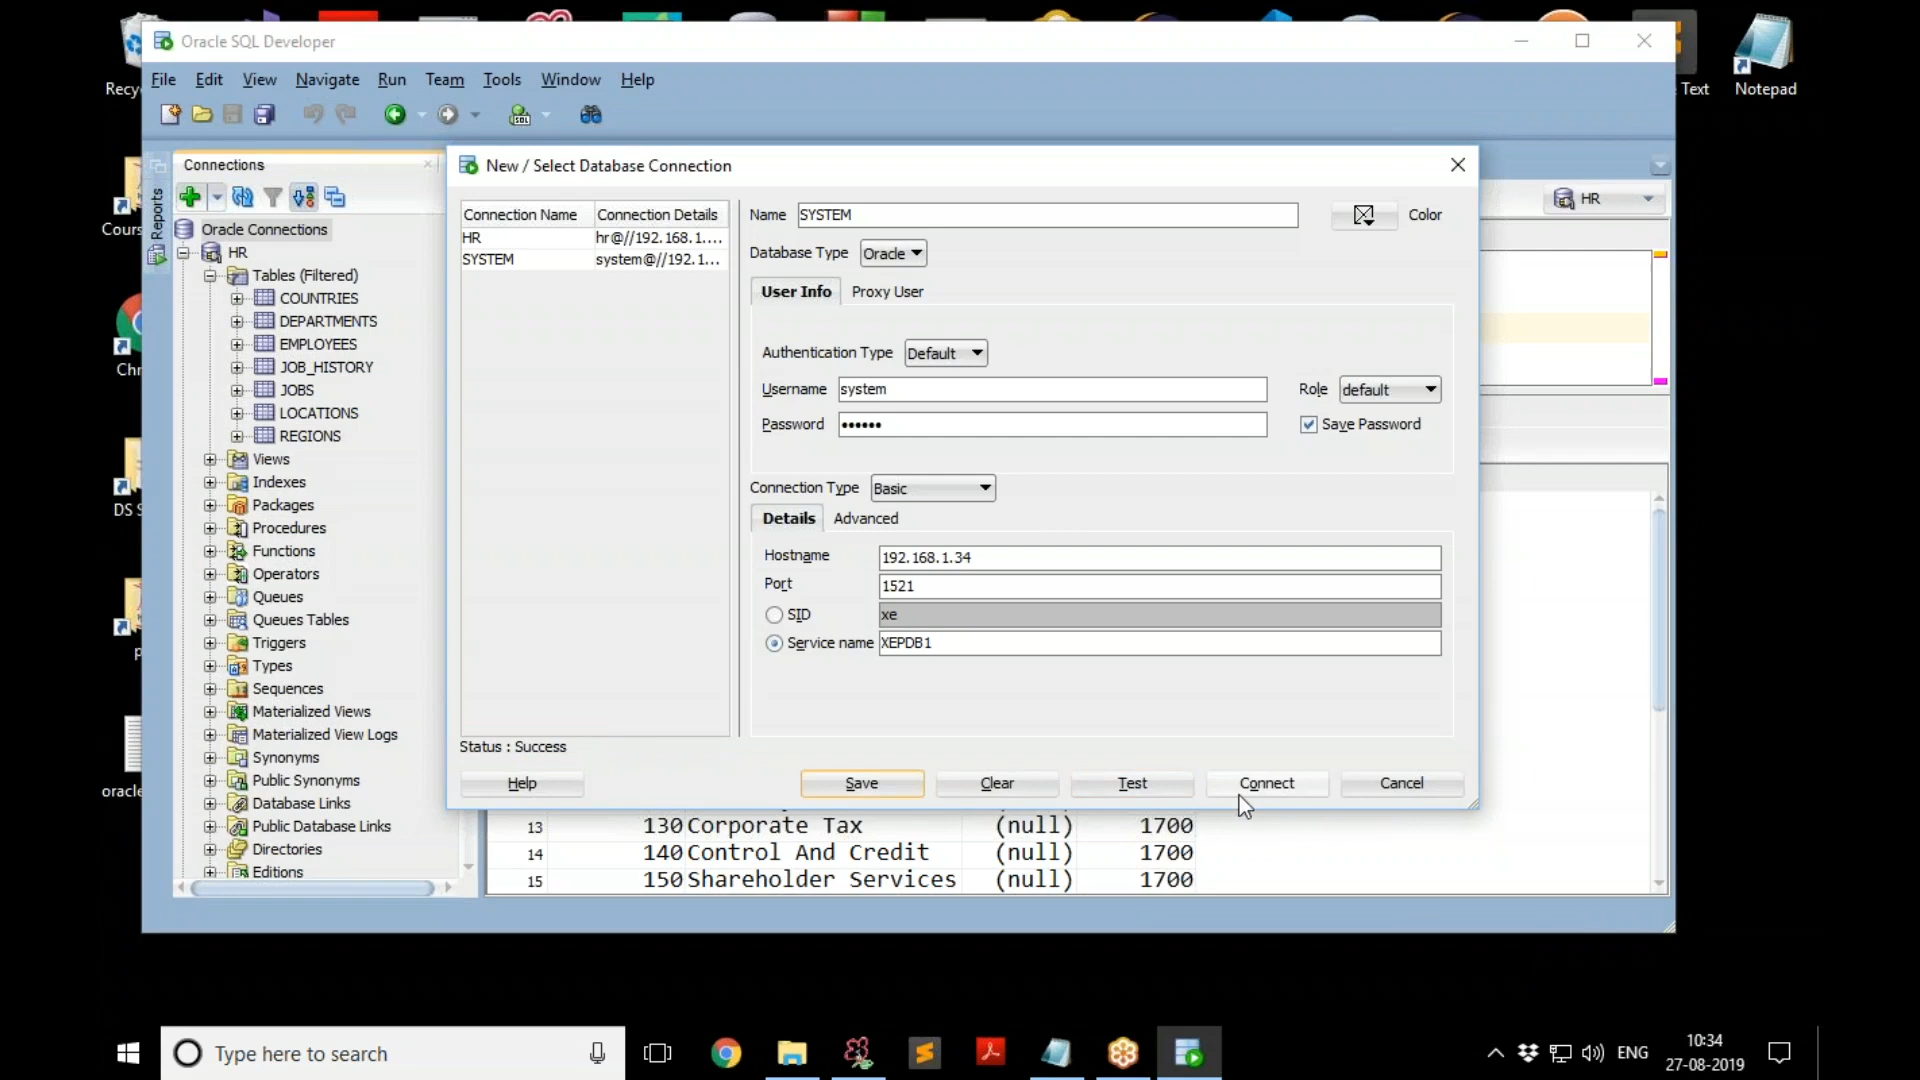 Recy
Text
Notepad
Cours
Chr
DS S
p
oracle
Oracle SQL Developer
File Edit View Navigate Run Team Tools Window Help
Reports
Connections
Oracle Connections
HR
Tables (Filtered)
COUNTRIES
DEPARTMENTS
EMPLOYEES
JOB_HISTORY
JOBS
LOCATIONS
REGIONS
Views
Indexes
Packages
Procedures
Functions
Operators
Queues
Queues Tables
Triggers
Types
Sequences
Materialized Views
Materialized View Logs
Synonyms
Public Synonyms
Database Links
Public Database Links
Directories
Editions
HR
New / Select Database Connection
Connection Name Connection Details
HR hr@//192.168.1....
SYSTEM system@//192.1...
Name SYSTEM Color
Database Type Oracle
User Info Proxy User
Authentication Type Default
Username system Role default
Password •••••• Save Password
Connection Type Basic
Details Advanced
Hostname 192.168.1.34
Port 1521
SID xe
Service name XEPDB1
Status : Success
Help Save Clear Test Connect Cancel
13 130 Corporate Tax (null) 1700
14 140 Control And Credit (null) 1700
15 150 Shareholder Services (null) 1700
Type here to search
ENG
10:34
27-08-2019